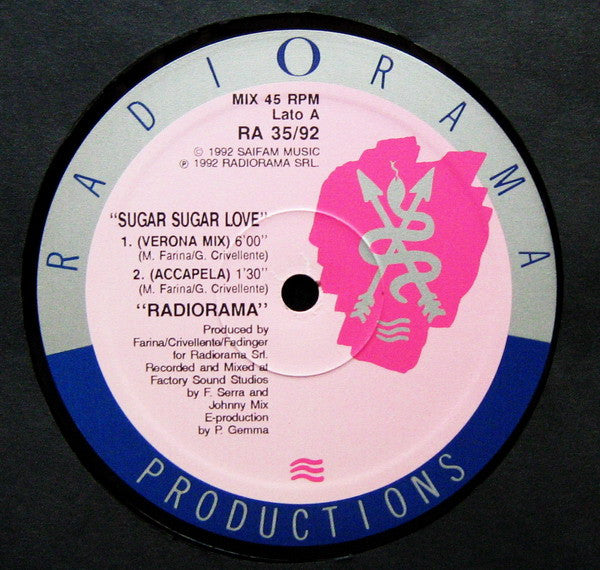 RADIORAMA
MIX 45 RPM
Lato A
RA 35/92
© 1992 SAIFAM MUSIC
℗ 1992 RADIORAMA SRL.
"SUGAR SUGAR LOVE"
1. (VERONA MIX) 6'00"
(M. Farina/G. Crivellente)
2. (ACCAPELA) 1'30"
(M. Farina/G. Crivellente)
"RADIORAMA"
Produced by
Farina/Crivellente/Fedinger
for Radiorama Srl.
Recorded and Mixed at
Factory Sound Studios
by F. Serra and
Johnny Mix
E-production
by P. Gemma
PRODUCTIONS